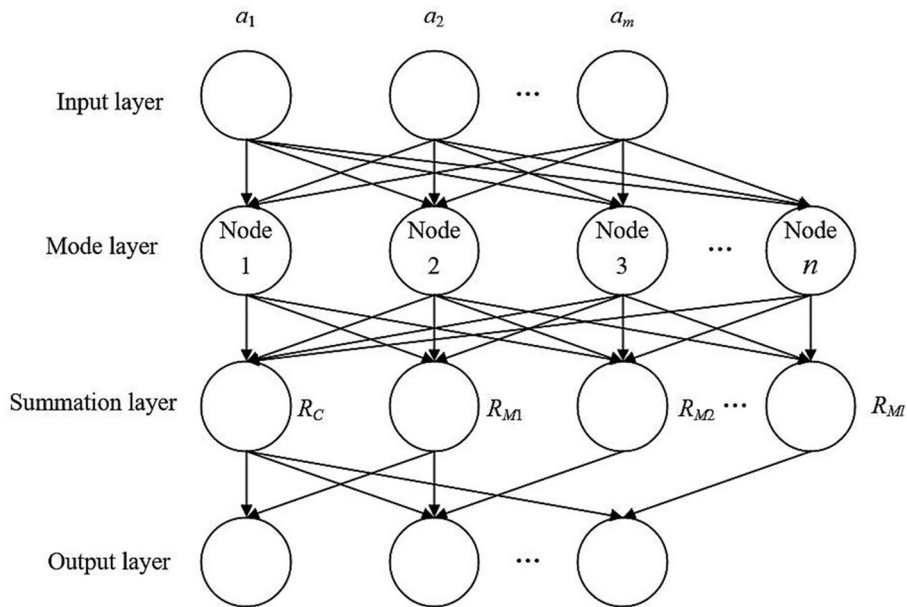 a1 a2 am
Input layer ...
Mode layer Node 1 Node 2 Node 3 ... Node n
Summation layer RC RM1 RM2 ... RMl
Output layer ...